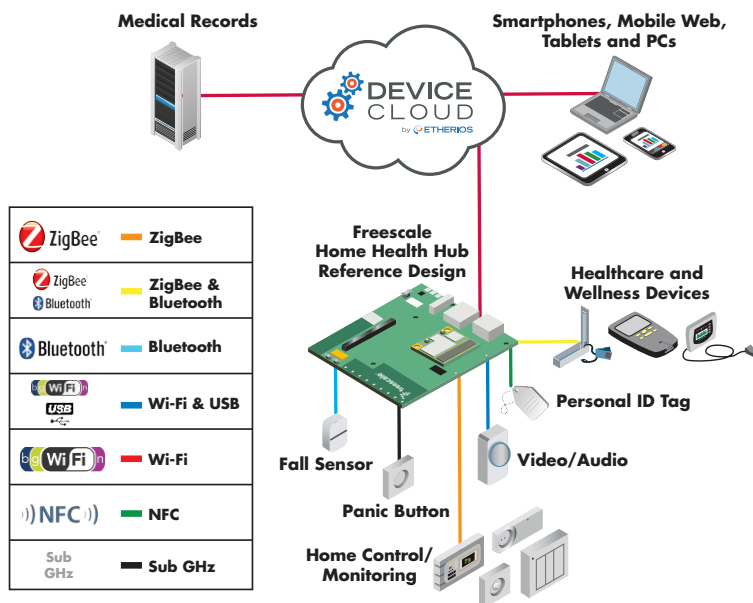 Medical Records
Smartphones, Mobile Web,
Tablets and PCs
DEVICE
CLOUD
by ETHERIOS
ZigBee
ZigBee
ZigBee
Bluetooth
ZigBee &
Bluetooth
Bluetooth
Bluetooth
b g Wi Fi n
USB
Wi-Fi & USB
b g Wi Fi n
Wi-Fi
NFC
NFC
Sub
GHz
Sub GHz
Freescale
Home Health Hub
Reference Design
freescale
Healthcare and
Wellness Devices
Personal ID Tag
Fall Sensor
Video/Audio
Panic Button
Home Control/
Monitoring